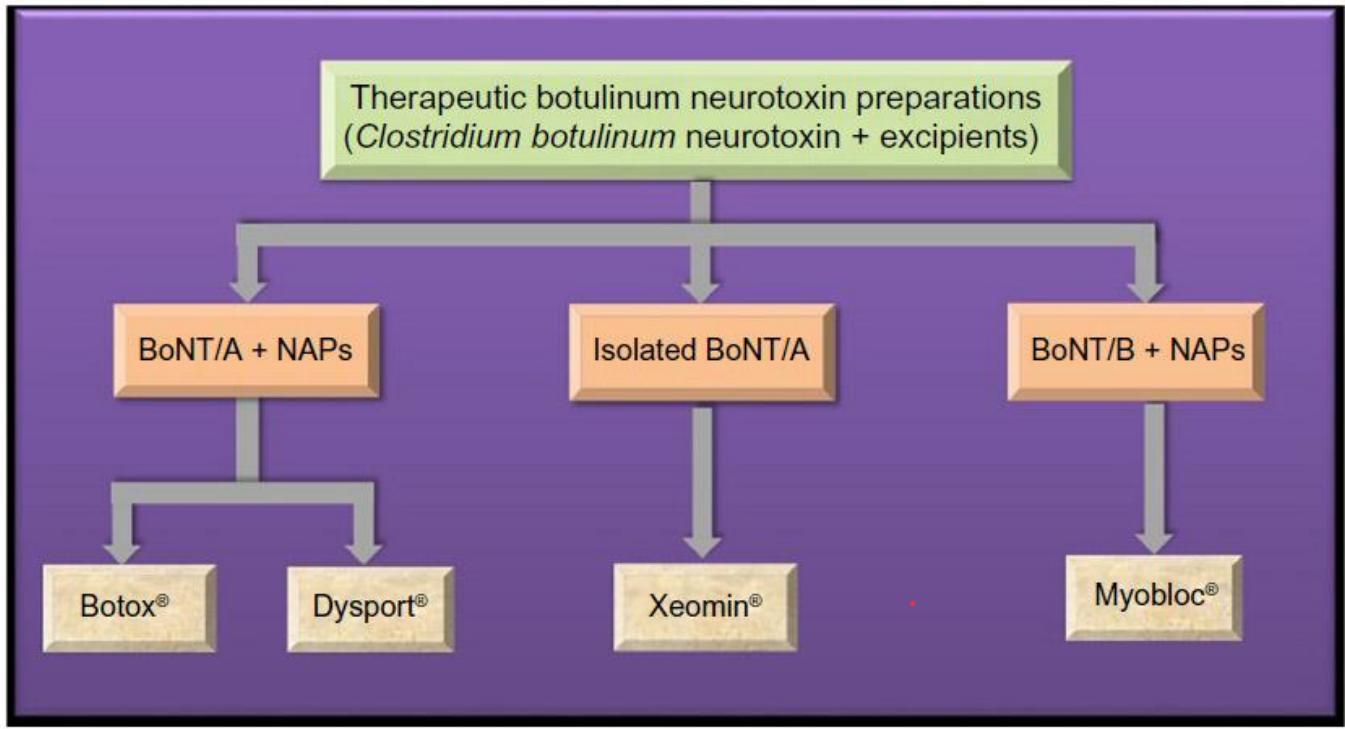 Therapeutic botulinum neurotoxin preparations
(Clostridium botulinum neurotoxin + excipients)
BoNT/A + NAPs
Isolated BoNT/A
BoNT/B + NAPs
Botox®
Dysport®
Xeomin®
Myobloc®